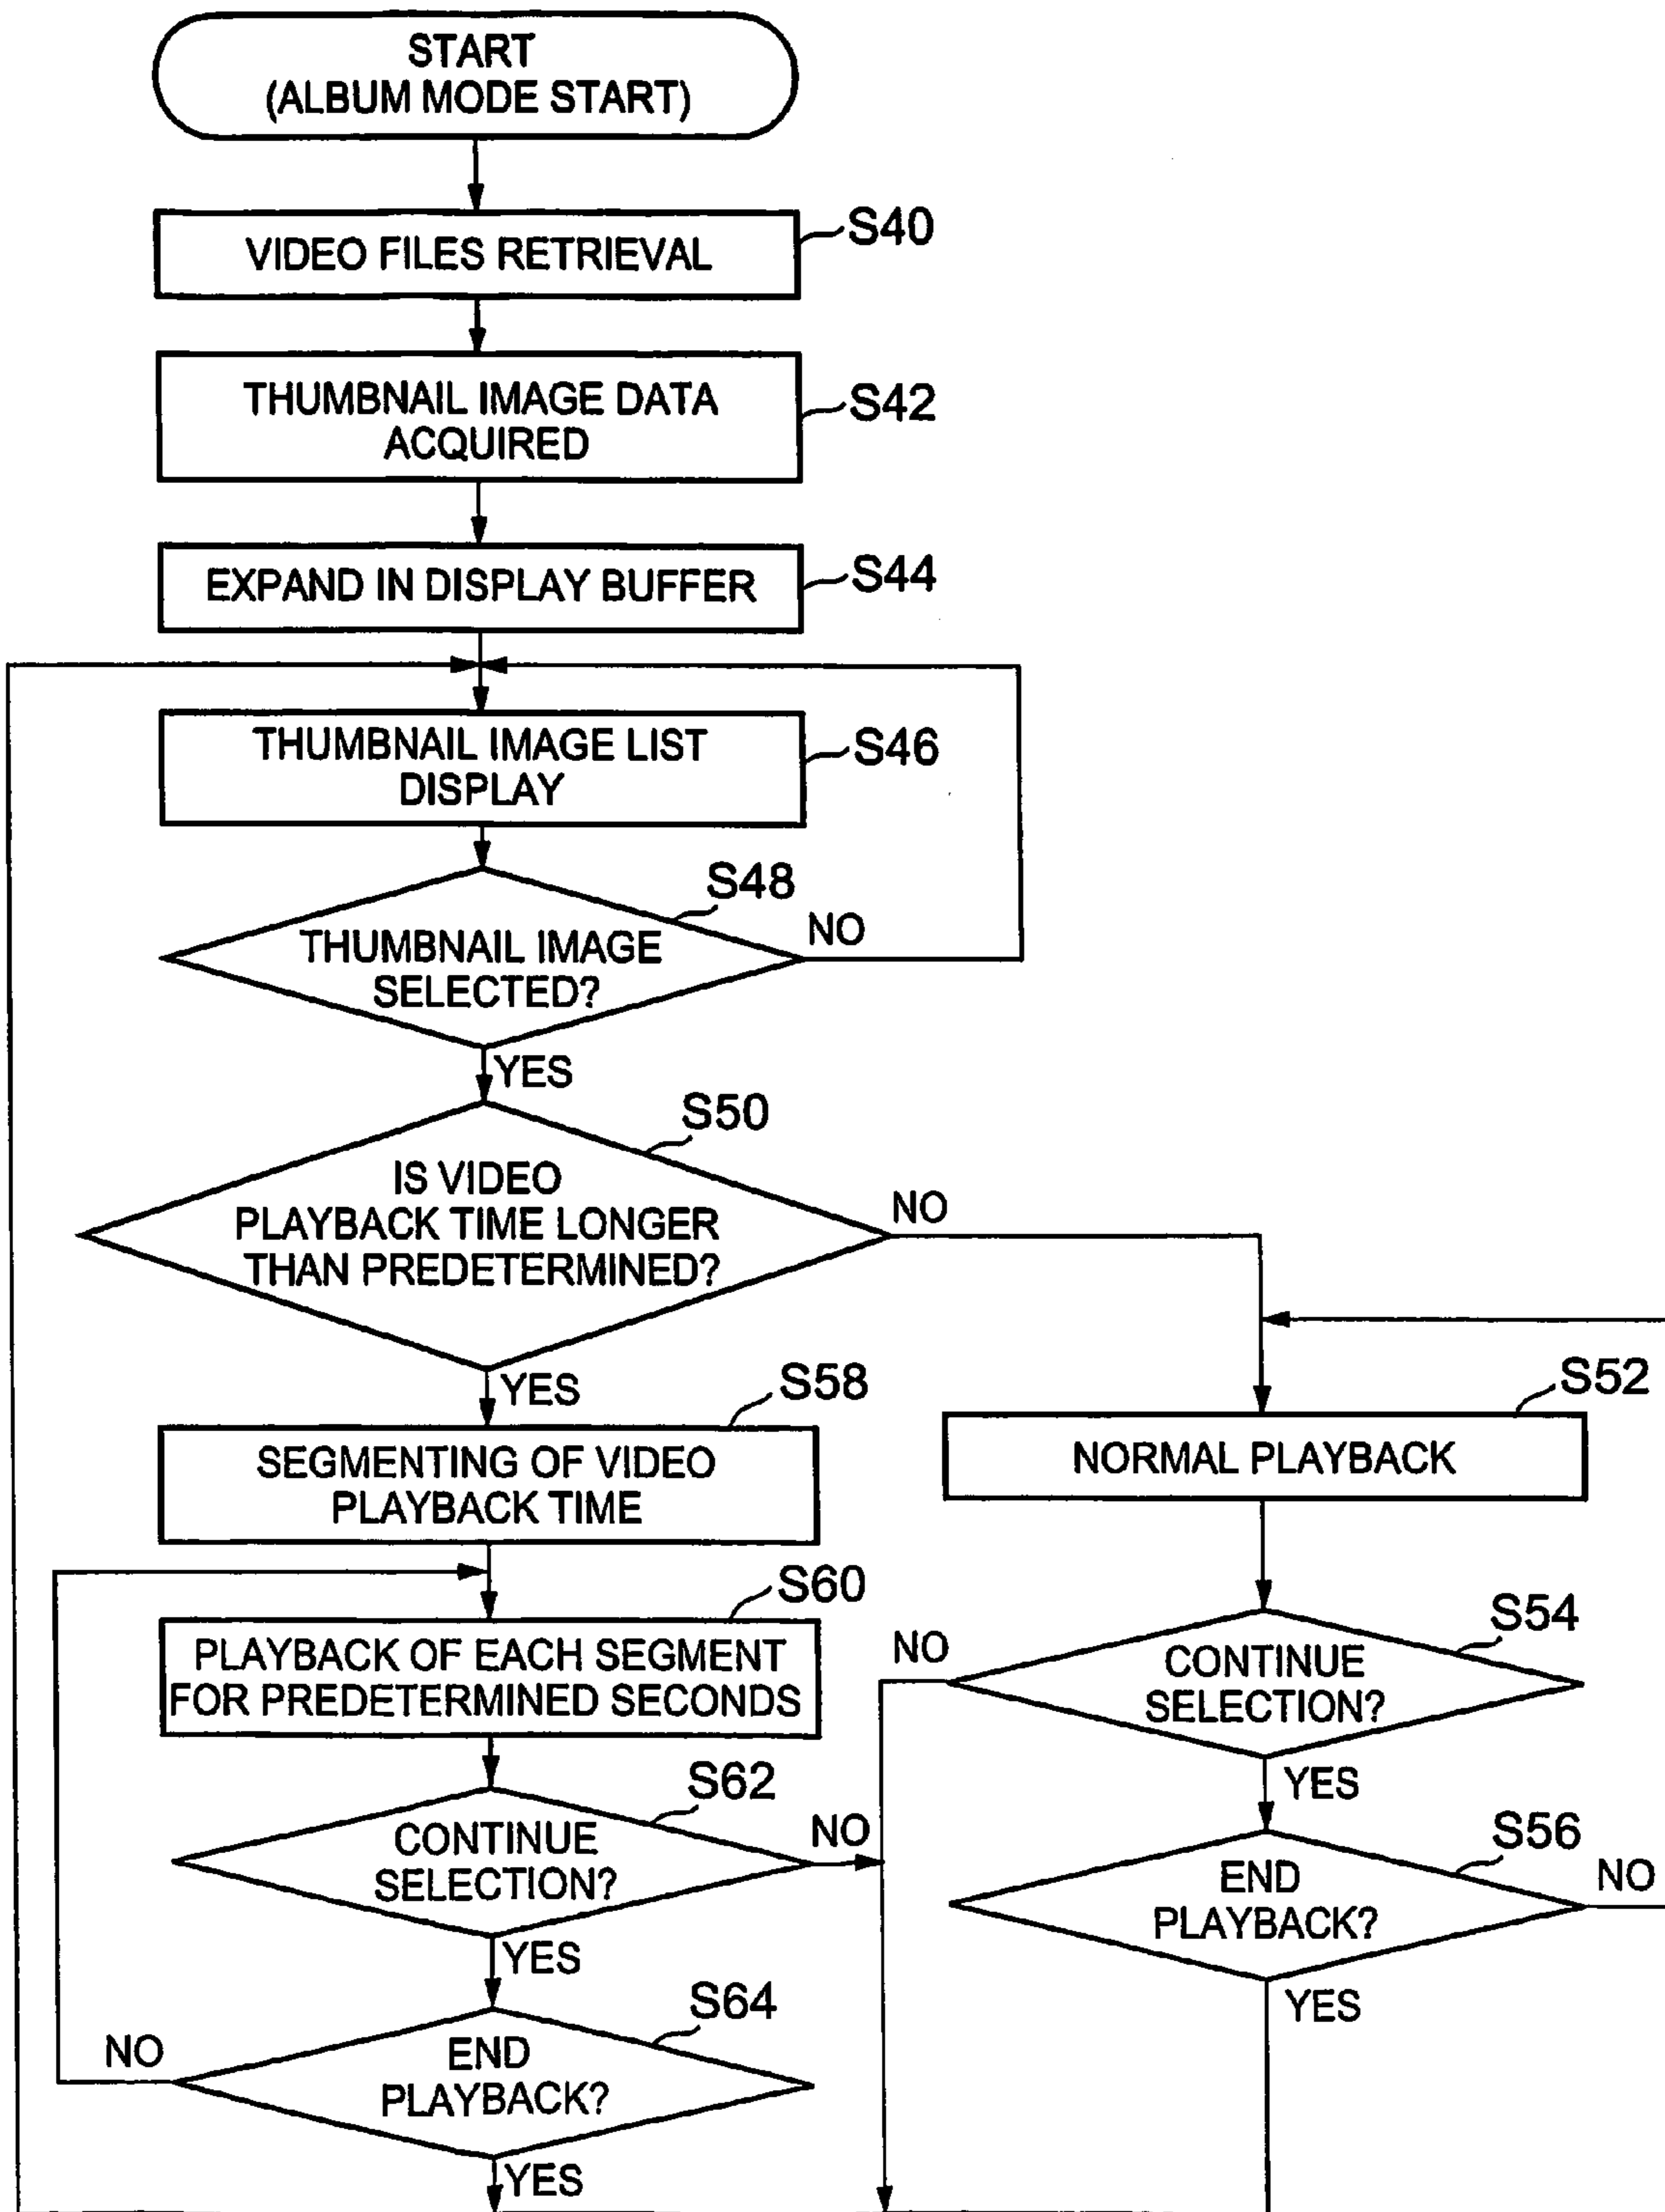 START
(ALBUM MODE START)
VIDEO FILES RETRIEVAL
S40
THUMBNAIL IMAGE DATA
ACQUIRED
S42
EXPAND IN DISPLAY BUFFER
S44
THUMBNAIL IMAGE LIST
DISPLAY
S46
S48
THUMBNAIL IMAGE
SELECTED?
NO
YES
S50
IS VIDEO
PLAYBACK TIME LONGER
THAN PREDETERMINED?
NO
YES
S58
SEGMENTING OF VIDEO
PLAYBACK TIME
S60
PLAYBACK OF EACH SEGMENT
FOR PREDETERMINED SECONDS
S62
CONTINUE
SELECTION?
NO
YES
S64
END
PLAYBACK?
NO
YES
S52
NORMAL PLAYBACK
S54
CONTINUE
SELECTION?
NO
YES
S56
END
PLAYBACK?
NO
YES